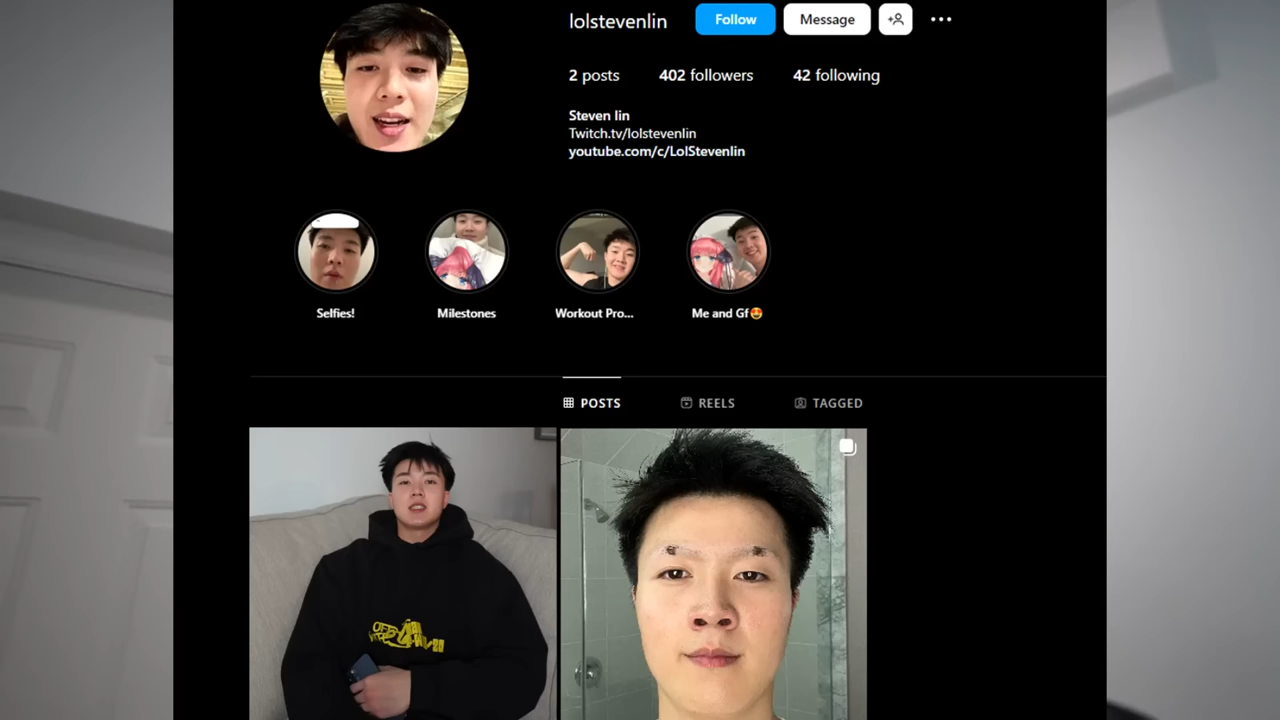 lolstevenlin Follow Message
2 posts 402 followers 42 following
Steven lin
Twitch.tv/lolstevenlin
youtube.com/c/LolStevenlin
Selfies! Milestones Workout Pro... Me and Gf😍
POSTS REELS TAGGED